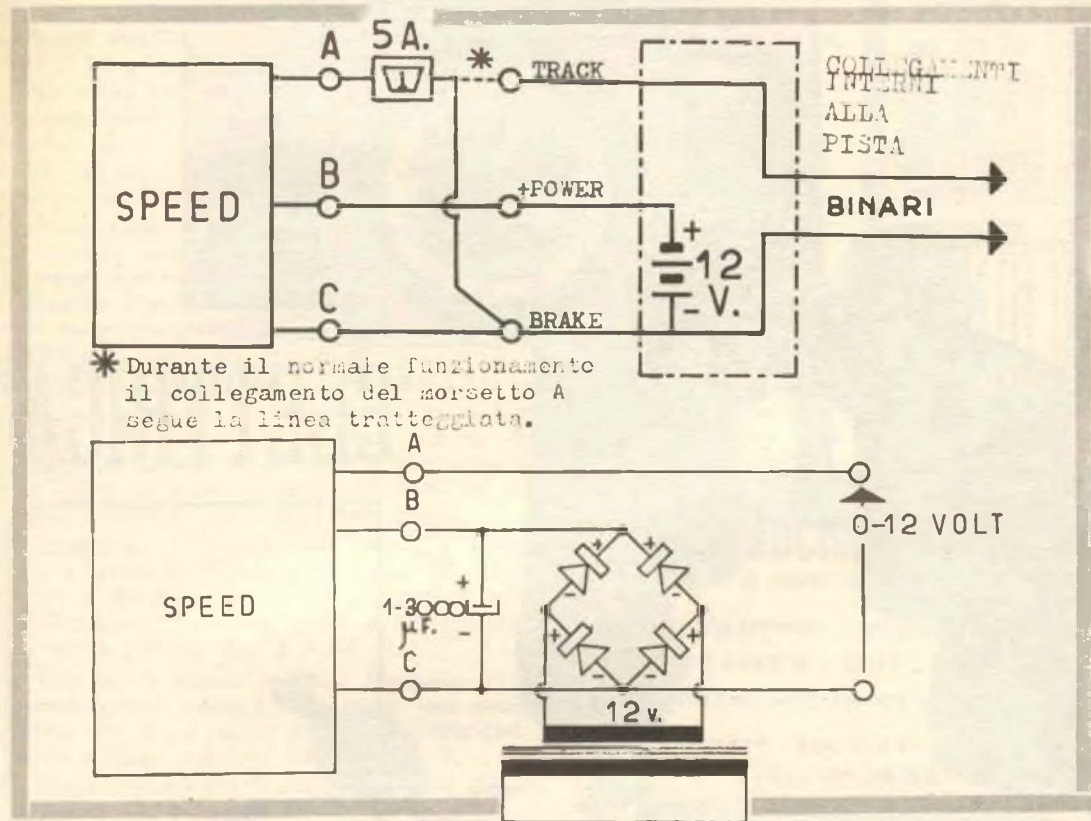 A
5 A.
*
TRACK
COLLEGAMENTI
INTERNI
ALLA
PISTA
SPEED
B
+POWER
BINARI
+
12
- V.
C
BRAKE
* Durante il normale funzionamento
il collegamento del morsetto A
segue la linea tratteggiata.
A
B
0-12 VOLT
+ +
- -
SPEED
+
1-3000
µF.
-
+ +
- -
C
12 v.